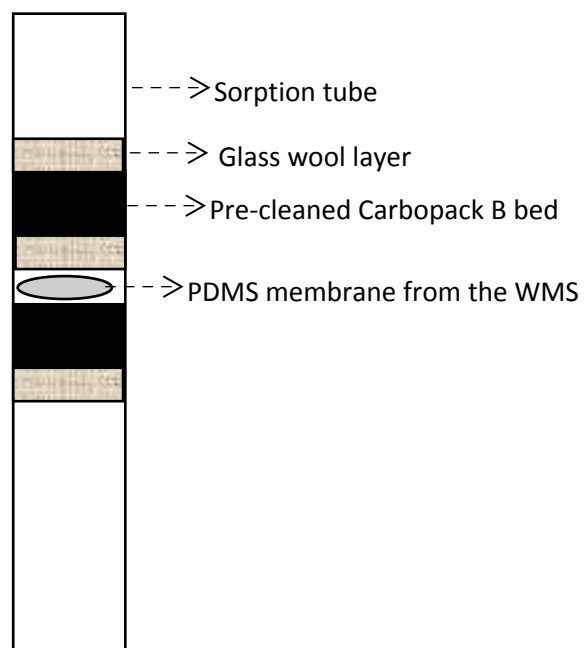 Sorption tube
Glass wool layer
Pre-cleaned Carbopack B bed
PDMS membrane from the WMS